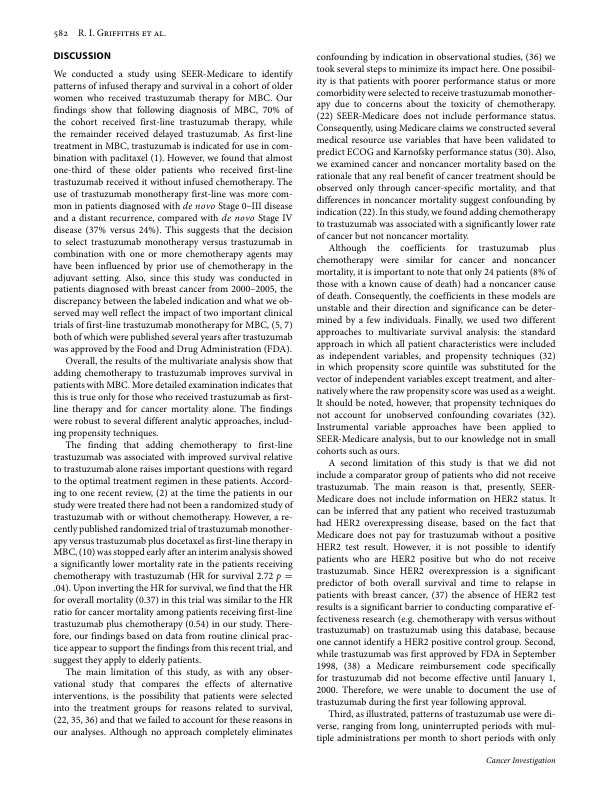 582 R. I. GRIFFITHS ET AL.
DISCUSSION
We conducted a study using SEER-Medicare to identify
patterns of infused therapy and survival in a cohort of older
women who received trastuzumab therapy for MBC. Our
findings show that following diagnosis of MBC, 70% of
the cohort received first-line trastuzumab therapy, while
the remainder received delayed trastuzumab. As first-line
treatment in MBC, trastuzumab is indicated for use in com-
bination with paclitaxel (1). However, we found that almost
one-third of these older patients who received first-line
trastuzumab received it without infused chemotherapy. The
use of trastuzumab monotherapy first-line was more com-
mon in patients diagnosed with de novo Stage 0–III disease
and a distant recurrence, compared with de novo Stage IV
disease (37% versus 24%). This suggests that the decision
to select trastuzumab monotherapy versus trastuzumab in
combination with one or more chemotherapy agents may
have been influenced by prior use of chemotherapy in the
adjuvant setting. Also, since this study was conducted in
patients diagnosed with breast cancer from 2000–2005, the
discrepancy between the labeled indication and what we ob-
served may well reflect the impact of two important clinical
trials of first-line trastuzumab monotherapy for MBC, (5, 7)
both of which were published several years after trastuzumab
was approved by the Food and Drug Administration (FDA).
Overall, the results of the multivariate analysis show that
adding chemotherapy to trastuzumab improves survival in
patients with MBC. More detailed examination indicates that
this is true only for those who received trastuzumab as first-
line therapy and for cancer mortality alone. The findings
were robust to several different analytic approaches, includ-
ing propensity techniques.
The finding that adding chemotherapy to first-line
trastuzumab was associated with improved survival relative
to trastuzumab alone raises important questions with regard
to the optimal treatment regimen in these patients. Accord-
ing to one recent review, (2) at the time the patients in our
study were treated there had not been a randomized study of
trastuzumab with or without chemotherapy. However, a re-
cently published randomized trial of trastuzumab monother-
apy versus trastuzumab plus docetaxel as first-line therapy in
MBC, (10) was stopped early after an interim analysis showed
a significantly lower mortality rate in the patients receiving
chemotherapy with trastuzumab (HR for survival 2.72 p =
.04). Upon inverting the HR for survival, we find that the HR
for overall mortality (0.37) in this trial was similar to the HR
ratio for cancer mortality among patients receiving first-line
trastuzumab plus chemotherapy (0.54) in our study. There-
fore, our findings based on data from routine clinical prac-
tice appear to support the findings from this recent trial, and
suggest they apply to elderly patients.
The main limitation of this study, as with any obser-
vational study that compares the effects of alternative
interventions, is the possibility that patients were selected
into the treatment groups for reasons related to survival,
(22, 35, 36) and that we failed to account for these reasons in
our analyses. Although no approach completely eliminates
confounding by indication in observational studies, (36) we
took several steps to minimize its impact here. One possibil-
ity is that patients with poorer performance status or more
comorbidity were selected to receive trastuzumab monother-
apy due to concerns about the toxicity of chemotherapy.
(22) SEER-Medicare does not include performance status.
Consequently, using Medicare claims we constructed several
medical resource use variables that have been validated to
predict ECOG and Karnofsky performance status (30). Also,
we examined cancer and noncancer mortality based on the
rationale that any real benefit of cancer treatment should be
observed only through cancer-specific mortality, and that
differences in noncancer mortality suggest confounding by
indication (22). In this study, we found adding chemotherapy
to trastuzumab was associated with a significantly lower rate
of cancer but not noncancer mortality.
Although the coefficients for trastuzumab plus
chemotherapy were similar for cancer and noncancer
mortality, it is important to note that only 24 patients (8% of
those with a known cause of death) had a noncancer cause
of death. Consequently, the coefficients in these models are
unstable and their direction and significance can be deter-
mined by a few individuals. Finally, we used two different
approaches to multivariate survival analysis: the standard
approach in which all patient characteristics were included
as independent variables, and propensity techniques (32)
in which propensity score quintile was substituted for the
vector of independent variables except treatment, and alter-
natively where the raw propensity score was used as a weight.
It should be noted, however, that propensity techniques do
not account for unobserved confounding covariates (32).
Instrumental variable approaches have been applied to
SEER-Medicare analysis, but to our knowledge not in small
cohorts such as ours.
A second limitation of this study is that we did not
include a comparator group of patients who did not receive
trastuzumab. The main reason is that, presently, SEER-
Medicare does not include information on HER2 status. It
can be inferred that any patient who received trastuzumab
had HER2 overexpressing disease, based on the fact that
Medicare does not pay for trastuzumab without a positive
HER2 test result. However, it is not possible to identify
patients who are HER2 positive but who do not receive
trastuzumab. Since HER2 overexpression is a significant
predictor of both overall survival and time to relapse in
patients with breast cancer, (37) the absence of HER2 test
results is a significant barrier to conducting comparative ef-
fectiveness research (e.g. chemotherapy with versus without
trastuzumab) on trastuzumab using this database, because
one cannot identify a HER2 positive control group. Second,
while trastuzumab was first approved by FDA in September
1998, (38) a Medicare reimbursement code specifically
for trastuzumab did not become effective until January 1,
2000. Therefore, we were unable to document the use of
trastuzumab during the first year following approval.
Third, as illustrated, patterns of trastuzumab use were di-
verse, ranging from long, uninterrupted periods with mul-
tiple administrations per month to short periods with only
Cancer Investigation